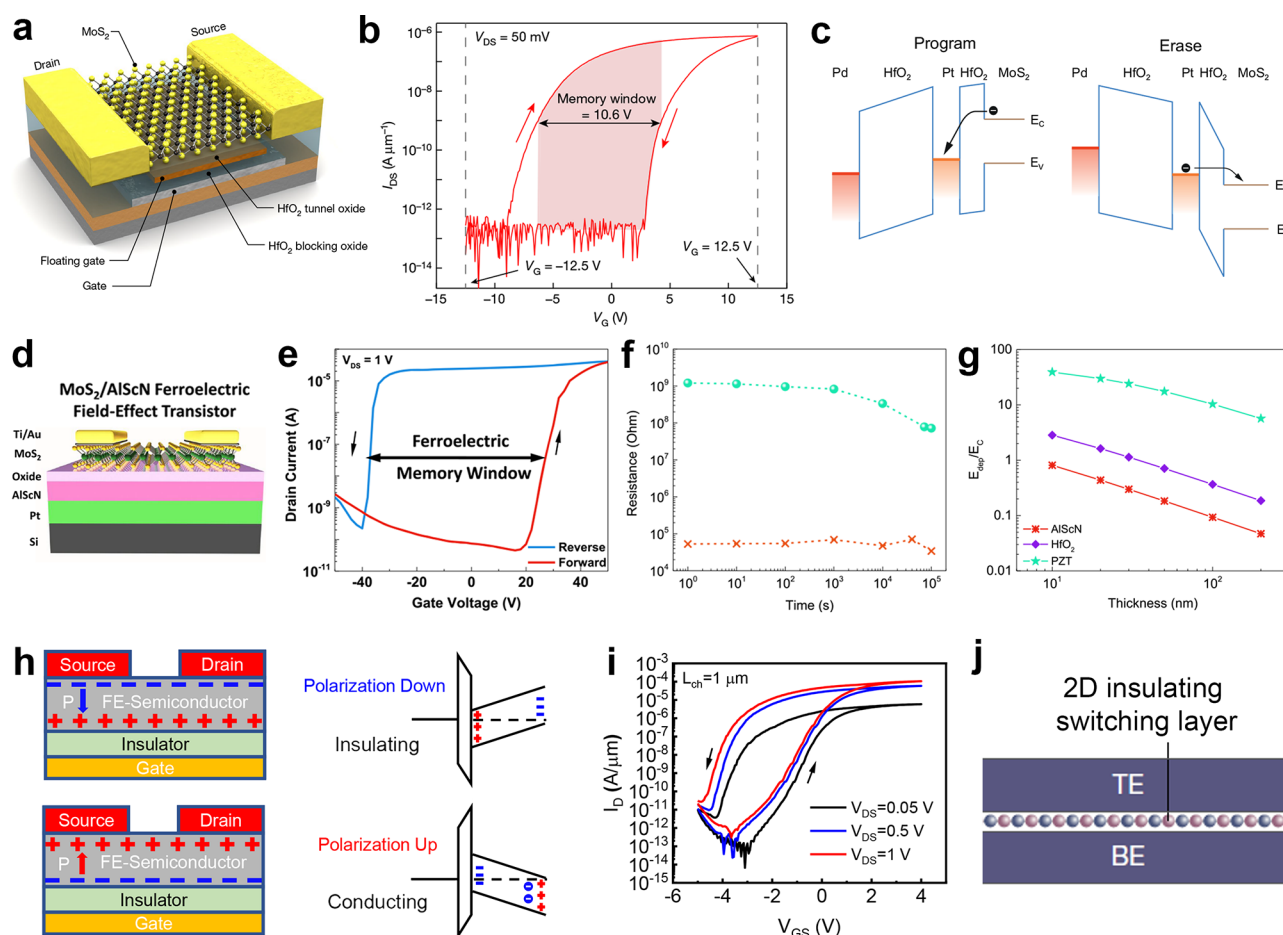 a
MoS2
Source
Drain
HfO2 tunnel oxide
HfO2 blocking oxide
Floating gate
Gate
b
VDS = 50 mV
Memory window
= 10.6 V
VG = −12.5 V
VG = 12.5 V
10−6
10−8
10−10
10−12
10−14
IDS (A µm−1)
−15
−10
−5
0
5
10
15
VG (V)
c
Program
Erase
Pd
HfO2
Pt
HfO2
MoS2
EC
EV
Pd
HfO2
Pt
HfO2
MoS2
E
d
MoS2/AlScN Ferroelectric
Field-Effect Transistor
Ti/Au
MoS2
Oxide
AlScN
Pt
Si
e
VDS = 1 V
Ferroelectric
Memory Window
Reverse
Forward
10-5
10-7
10-9
10-11
Drain Current (A)
-40
-20
0
20
40
Gate Voltage (V)
f
1010
109
108
107
106
105
104
Resistance (Ohm)
100
101
102
103
104
105
Time (s)
g
100
10
1
0.1
0.01
Edep/EC
AlScN
HfO2
PZT
101
102
Thickness (nm)
h
Source
Drain
P
FE-Semiconductor
Insulator
Gate
Polarization Down
Insulating
Source
Drain
P
FE-Semiconductor
Insulator
Gate
Polarization Up
Conducting
i
Lch=1 µm
10-3
10-4
10-5
10-6
10-7
10-8
10-9
10-10
10-11
10-12
10-13
10-14
10-15
ID (A/µm)
VDS=0.05 V
VDS=0.5 V
VDS=1 V
-6
-4
-2
0
2
4
6
VGS (V)
j
2D insulating
switching layer
TE
BE